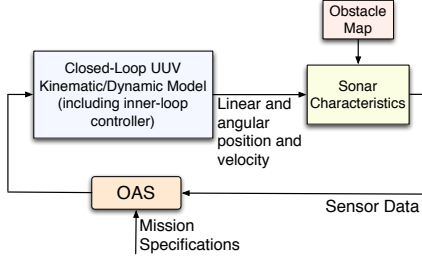 Obstacle
Map
Closed-Loop UUV
Kinematic/Dynamic Model
(including inner-loop
controller)
Linear and
angular
position and
velocity
Sonar
Characteristics
OAS
Sensor Data
Mission
Specifications